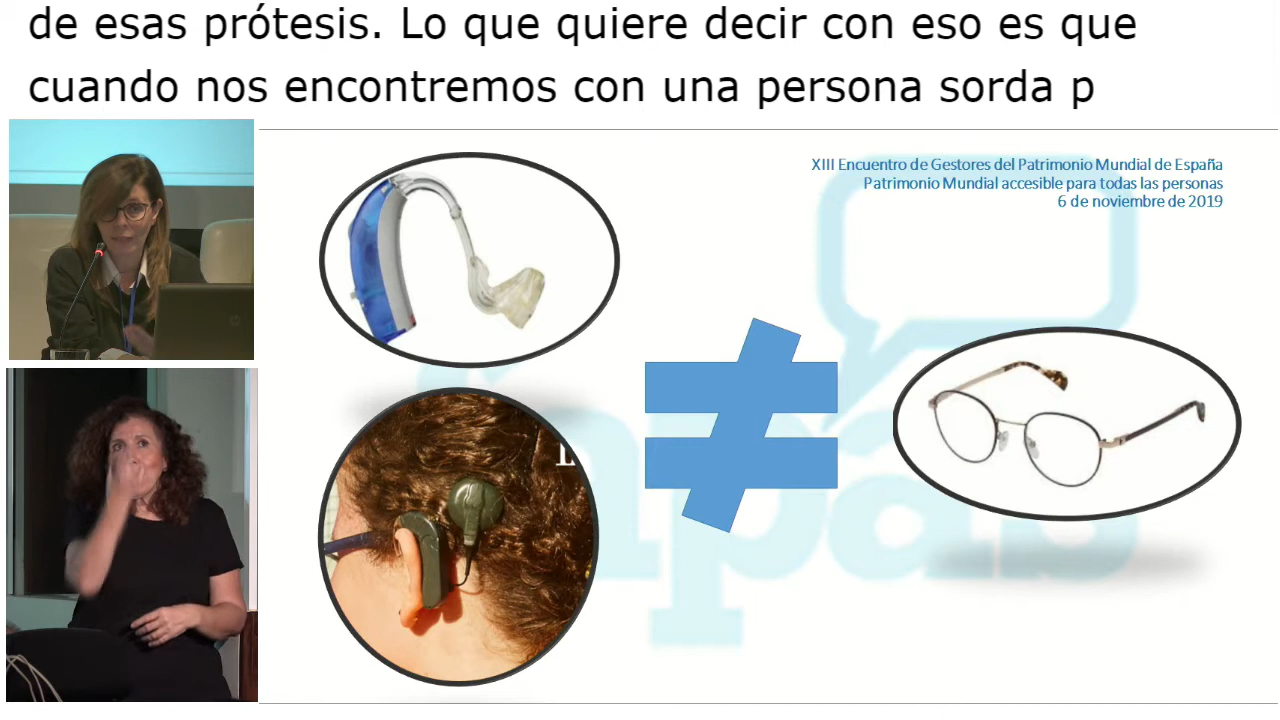 de esas prótesis. Lo que quiere decir con eso es que
cuando nos encontremos con una persona sorda p
XIII Encuentro de Gestores del Patrimonio Mundial de España
Patrimonio Mundial accesible para todas las personas
6 de noviembre de 2019